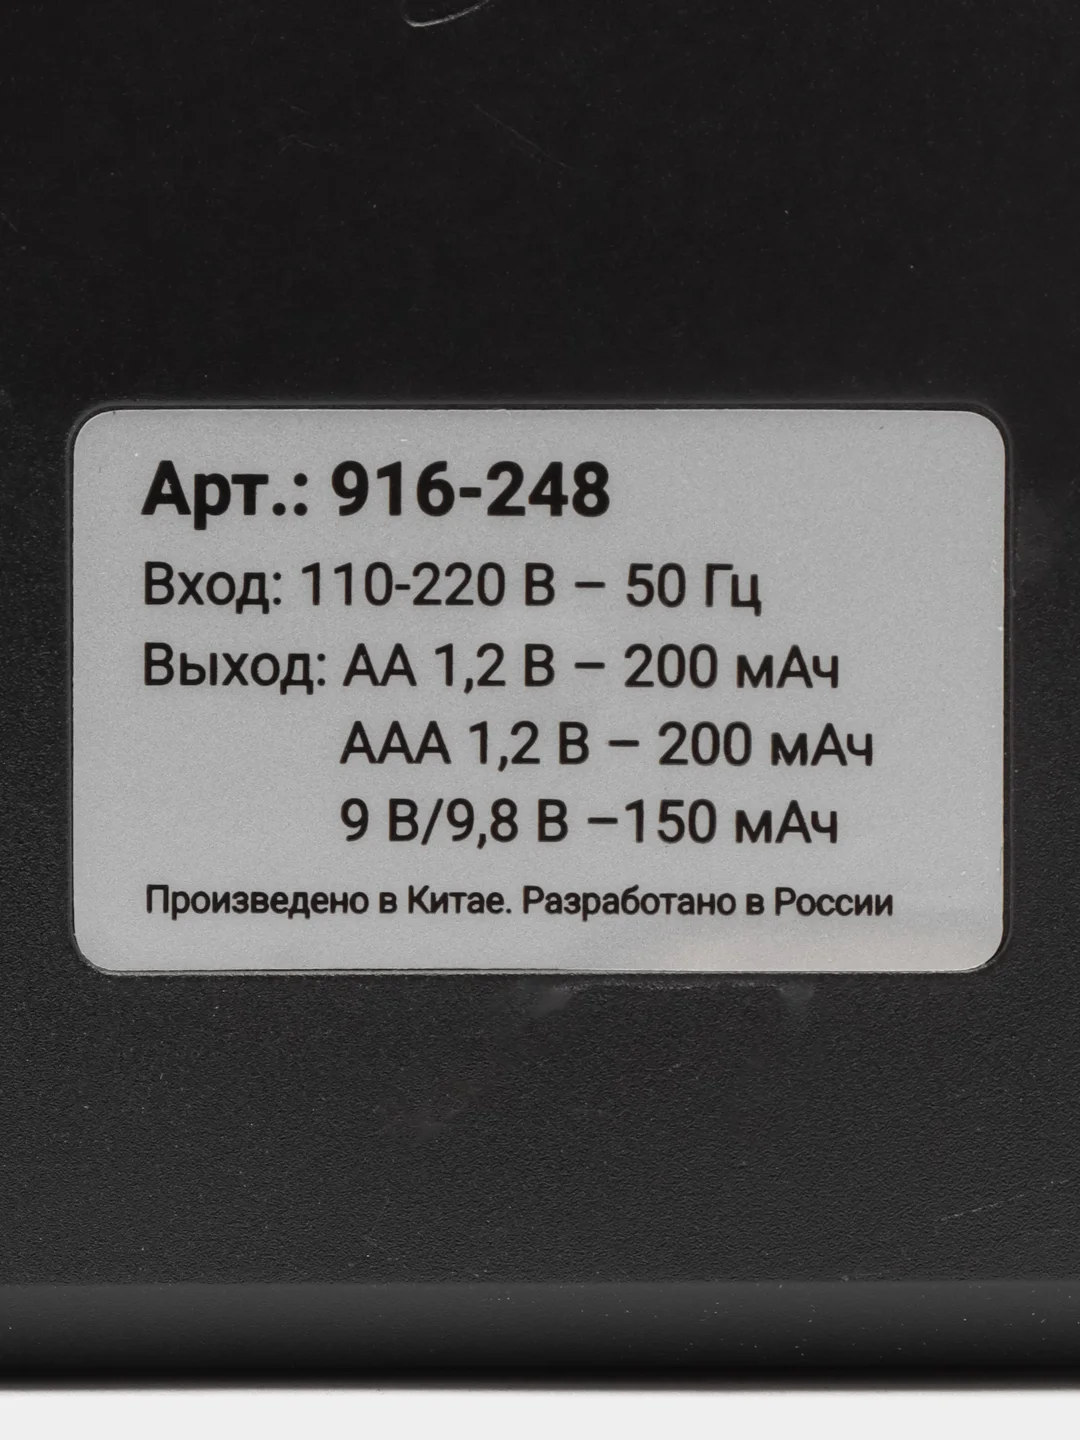 Арт.: 916-248
Вход: 110-220 В – 50 Гц
Выход: АА 1,2 В – 200 мАч
ААА 1,2 В – 200 мАч
9 В/9,8 В –150 мАч
Произведено в Китае. Разработано в России